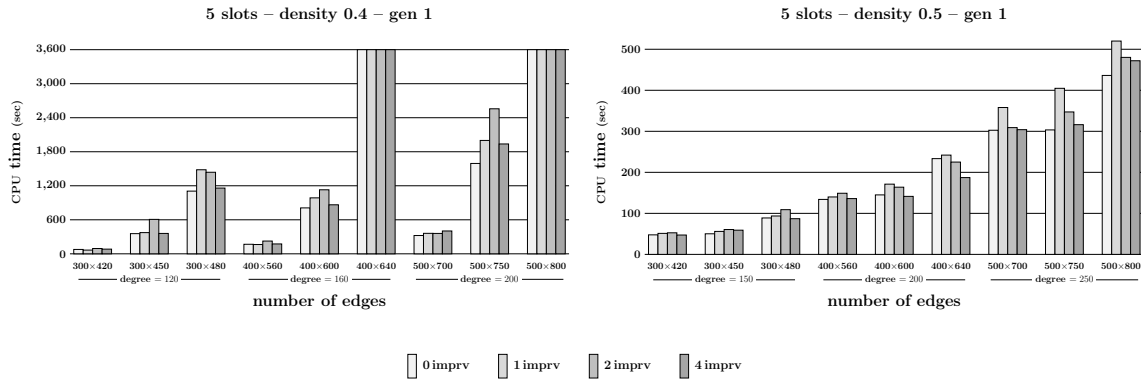 5 slots – density 0.4 – gen 1
3,600
3,000
2,400
1,800
1,200
600
0
CPU time (sec)
300×420 300×450 300×480 400×560 400×600 400×640 500×700 500×750 500×800
degree = 120 degree = 160 degree = 200
number of edges
5 slots – density 0.5 – gen 1
500
400
300
200
100
0
CPU time (sec)
300×420 300×450 300×480 400×560 400×600 400×640 500×700 500×750 500×800
degree = 150 degree = 200 degree = 250
number of edges
0 imprv 1 imprv 2 imprv 4 imprv